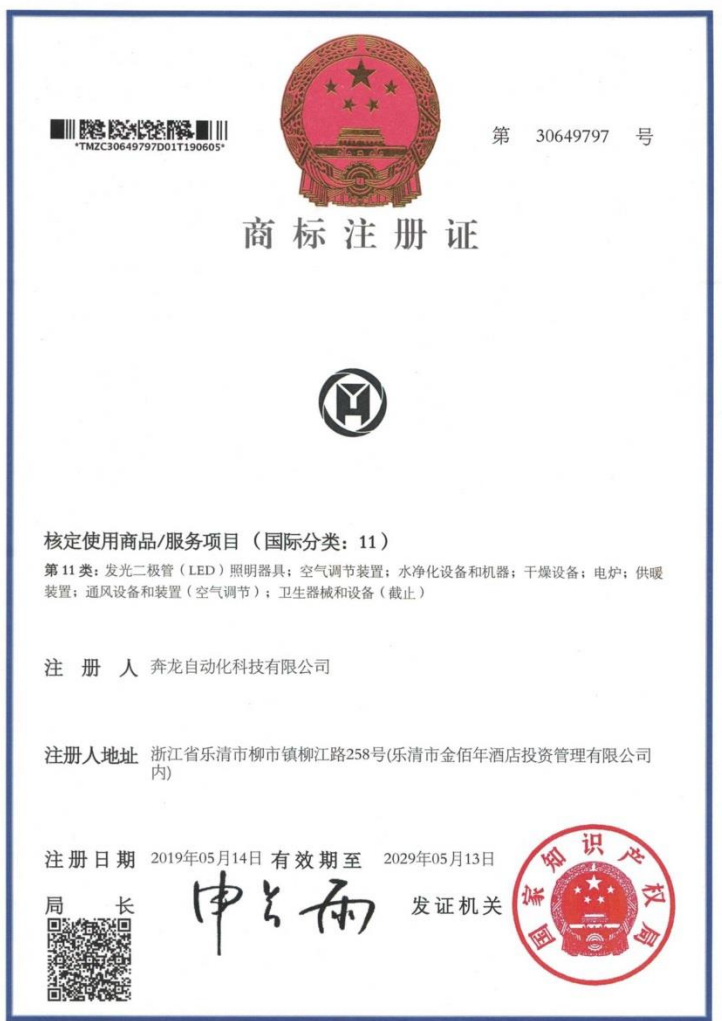 *TMZC30649797D01T190605*
第 30649797 号
商标注册证
核定使用商品/服务项目（国际分类：11）
第 11 类：发光二极管（LED）照明器具；空气调节装置；水净化设备和机器；干燥设备；电炉；供暖
装置；通风设备和装置（空气调节）；卫生器械和设备（截止）
注 册 人 奔龙自动化科技有限公司
注册人地址 浙江省乐清市柳市镇柳江路258号(乐清市金佰年酒店投资管理有限公司
内)
注册日期 2019年05月14日 有效期至 2029年05月13日
局 长 申长雨 发证机关
国家知识产权局